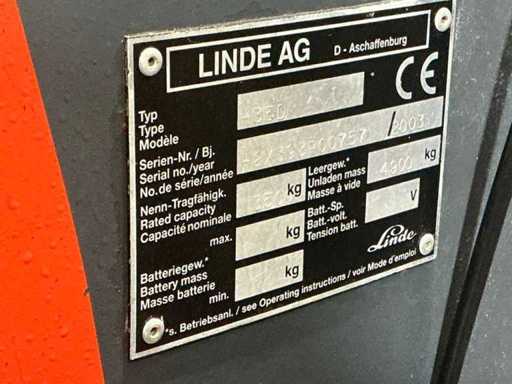 LINDE AG D - Aschaffenburg
CE
Typ
Type
Modèle
Serien-Nr. / Bj.
Serial no./year
No. de série/année
/2003
Nenn-Tragfähigk.
Rated capacity
Capacité nominale
kg
Leergew.*
Unladen mass
Masse à vide
4900 kg
max.
kg
Batt.-Sp.
Batt.-volt.
Tension batt.
V
Batteriegew.*
Battery mass
Masse batterie
min.
kg
Linde
*s. Betriebsanl. / see Operating instructions / voir Mode d'emploi